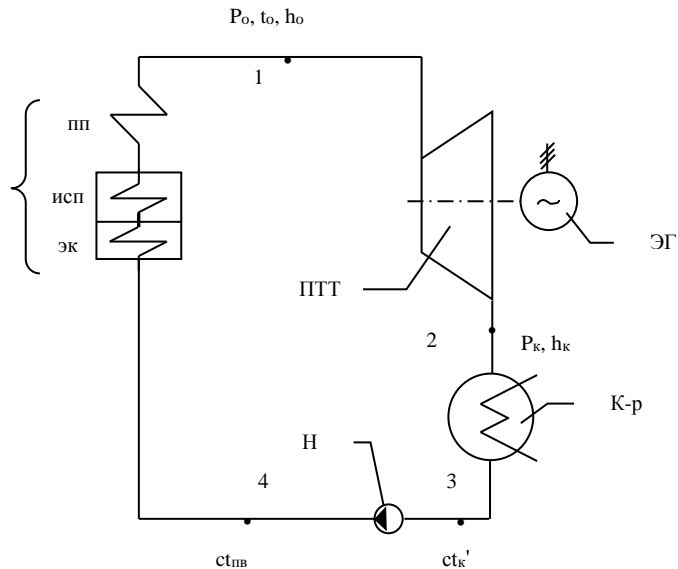 Pо, tо, hо
1
пп
исп
эк
ЭГ
ПТТ
2
Pк, hк
К-р
Н
4
3
ctпв
ctк'